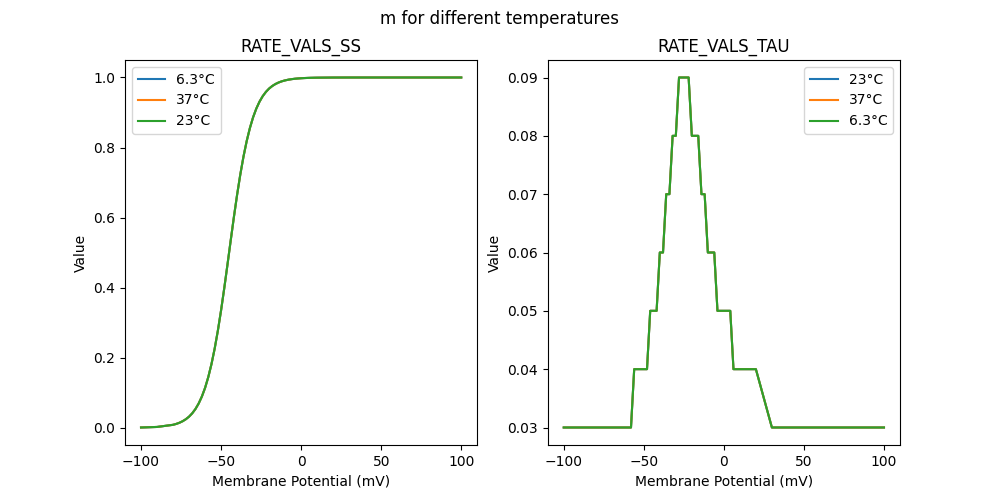 m for different temperatures
RATE_VALS_SS
RATE_VALS_TAU
6.3°C
37°C
23°C
23°C
37°C
6.3°C
Value
1.0
0.8
0.6
0.4
0.2
0.0
−100
−50
0
50
100
Membrane Potential (mV)
Value
0.09
0.08
0.07
0.06
0.05
0.04
0.03
−100
−50
0
50
100
Membrane Potential (mV)